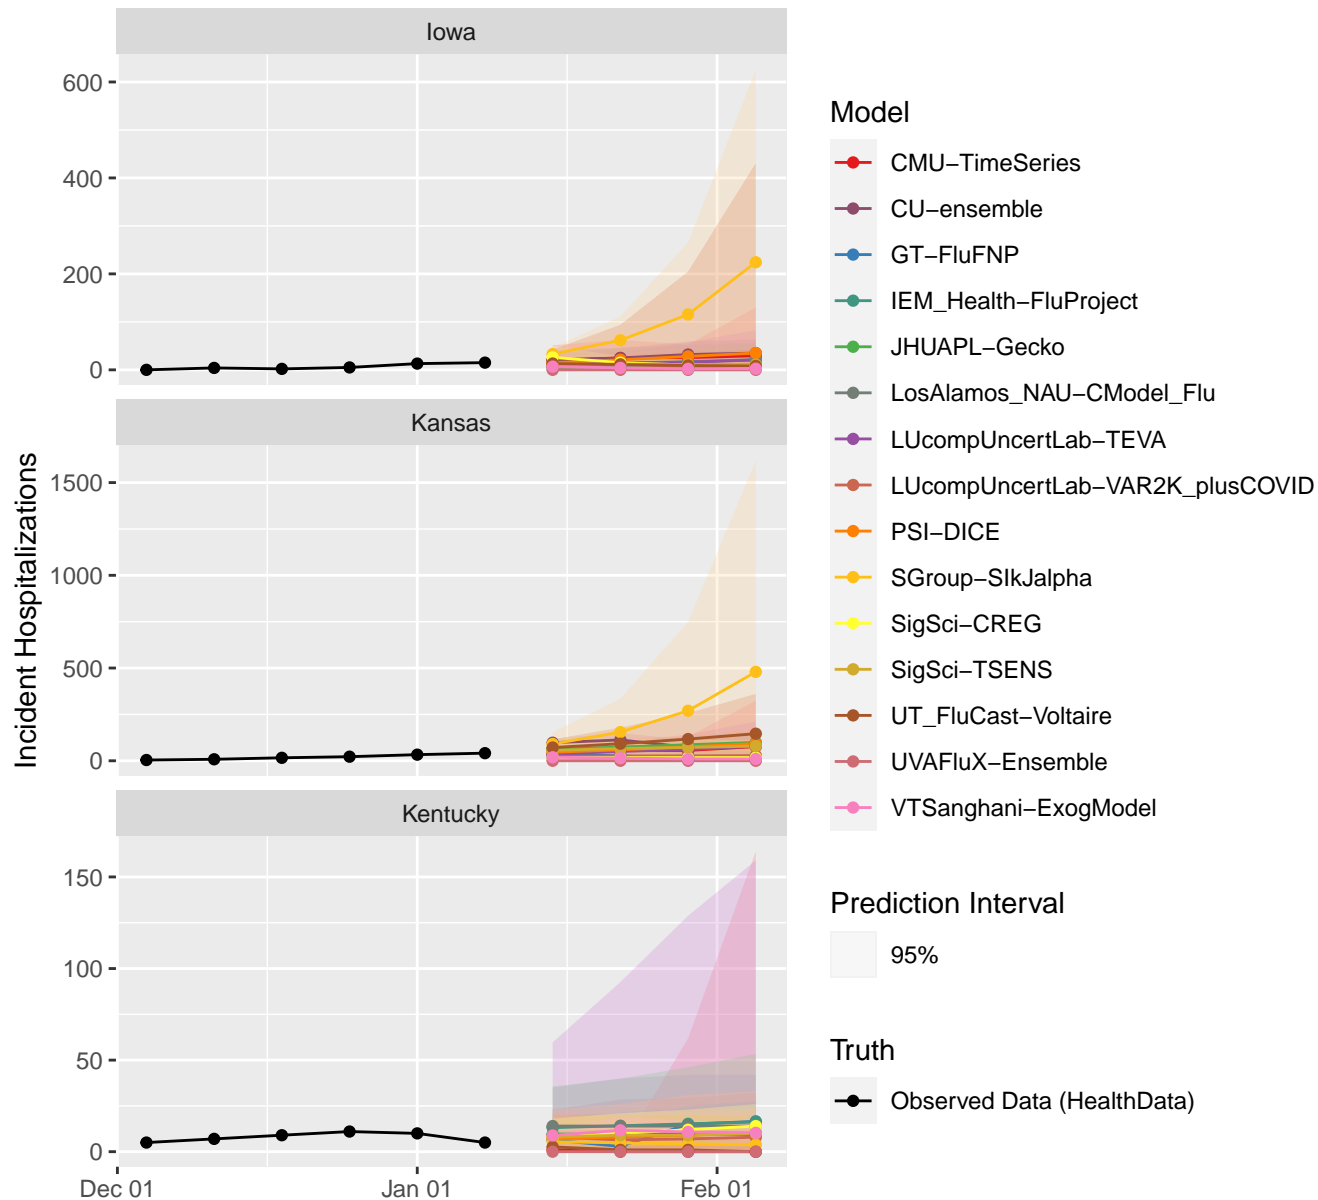 Iowa
600
400
200
0
Kansas
1500
1000
500
0
Kentucky
150
100
50
0
Dec 01
Jan 01
Feb 01
Incident Hospitalizations
Model
CMU−TimeSeries
CU−ensemble
GT−FluFNP
IEM_Health−FluProject
JHUAPL−Gecko
LosAlamos_NAU−CModel_Flu
LUcompUncertLab−TEVA
LUcompUncertLab−VAR2K_plusCOVID
PSI−DICE
SGroup−SIkJalpha
SigSci−CREG
SigSci−TSENS
UT_FluCast−Voltaire
UVAFluX−Ensemble
VTSanghani−ExogModel
Prediction Interval
95%
Truth
Observed Data (HealthData)